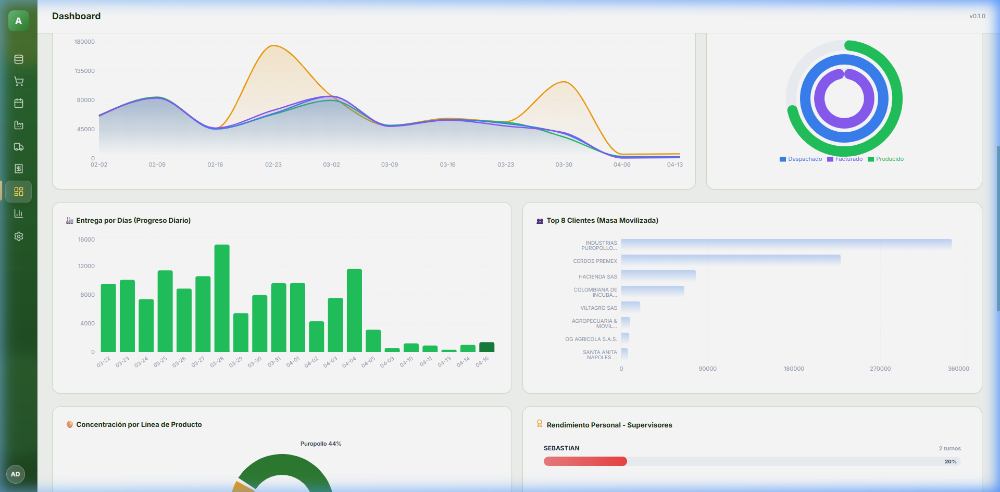 A
Dashboard
v0.1.0
180000
135000
90000
45000
0
02-02 02-09 02-16 02-23 03-02 03-09 03-16 03-23 03-30 04-06 04-13
Despachado Facturado Producido
Entrega por Días (Progreso Diario)
16000
12000
8000
4000
0
03-22 03-23 03-24 03-25 03-26 03-27 03-28 03-29 03-30 03-31 04-01 04-02 04-03 04-04 04-05 04-09 04-10 04-11 04-13 04-14 04-16
Top 8 Clientes (Masa Movilizada)
INDUSTRIAS
PUROPOLLO...
CERDOS PREMEX
HACIENDA SAS
COLOMBIANA DE
INCUBA...
VILTAGRO SAS
AGROPECUARIA &
MOVIL...
OG AGRICOLA S.A.S.
SANTA ANITA
NAPOLES ...
0 90000 180000 270000 360000
Concentración por Línea de Producto
Puropollo 44%
Rendimiento Personal - Supervisores
SEBASTIAN
2 turnos
20%
AD